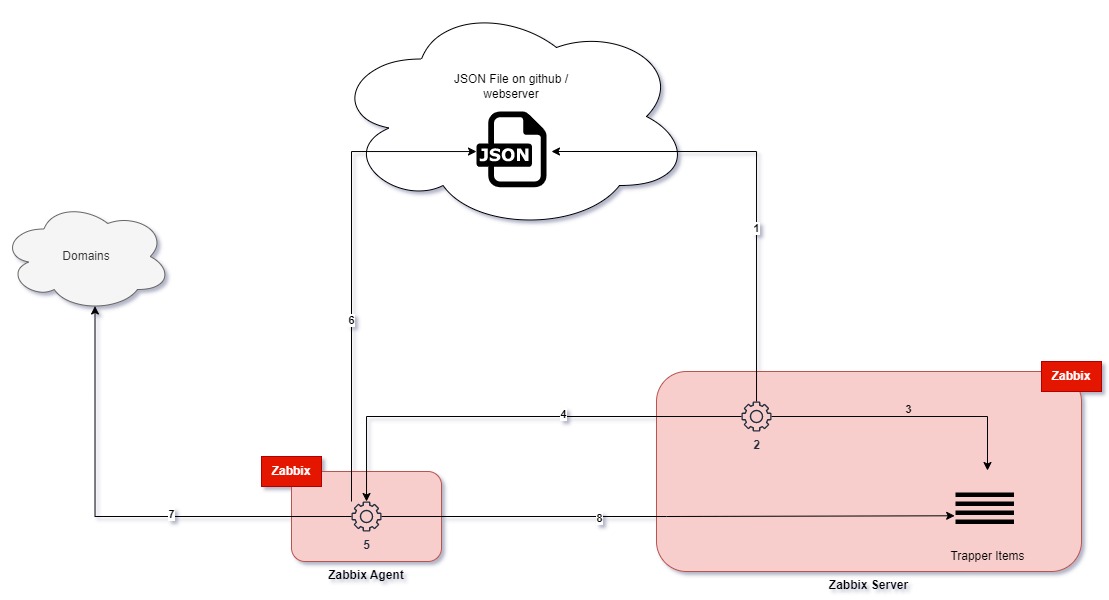 JSON File on github /
webserver
JSON
1
Domains
6
Zabbix
4
3
2
Zabbix
7
8
5
Trapper Items
Zabbix Agent
Zabbix Server